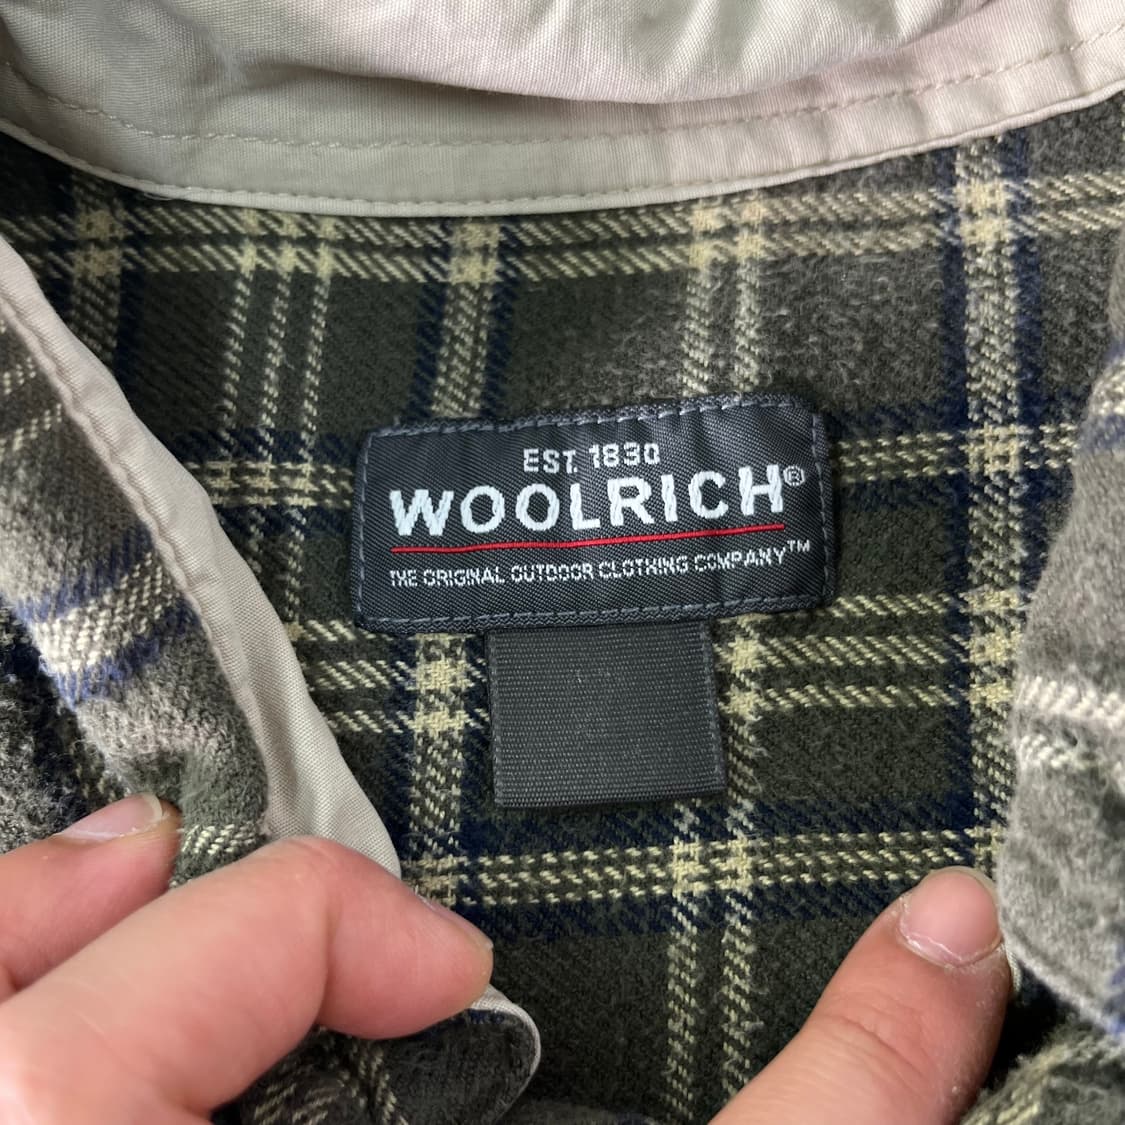 EST. 1830
WOOLRICH®
THE ORIGINAL OUTDOOR CLOTHING COMPANY™